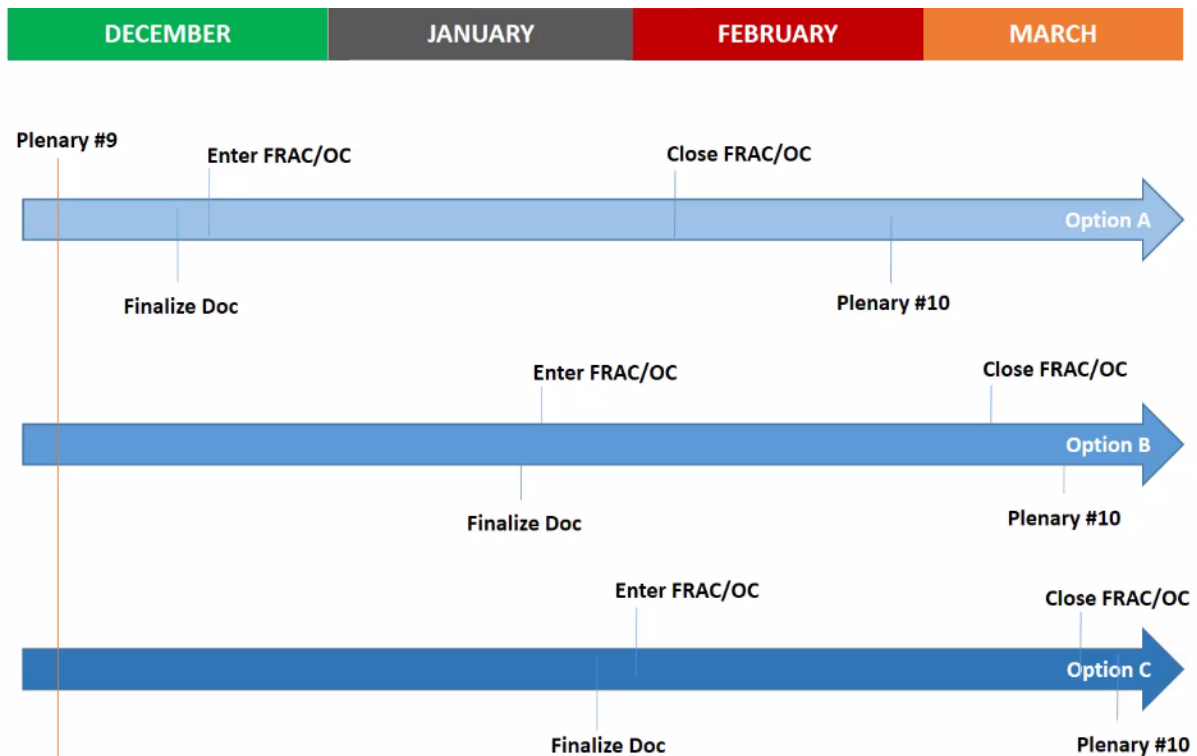 DECEMBER
JANUARY
FEBRUARY
MARCH
Plenary #9
Enter FRAC/OC
Close FRAC/OC
Option A
Finalize Doc
Plenary #10
Enter FRAC/OC
Close FRAC/OC
Option B
Finalize Doc
Plenary #10
Enter FRAC/OC
Close FRAC/OC
Option C
Finalize Doc
Plenary #10